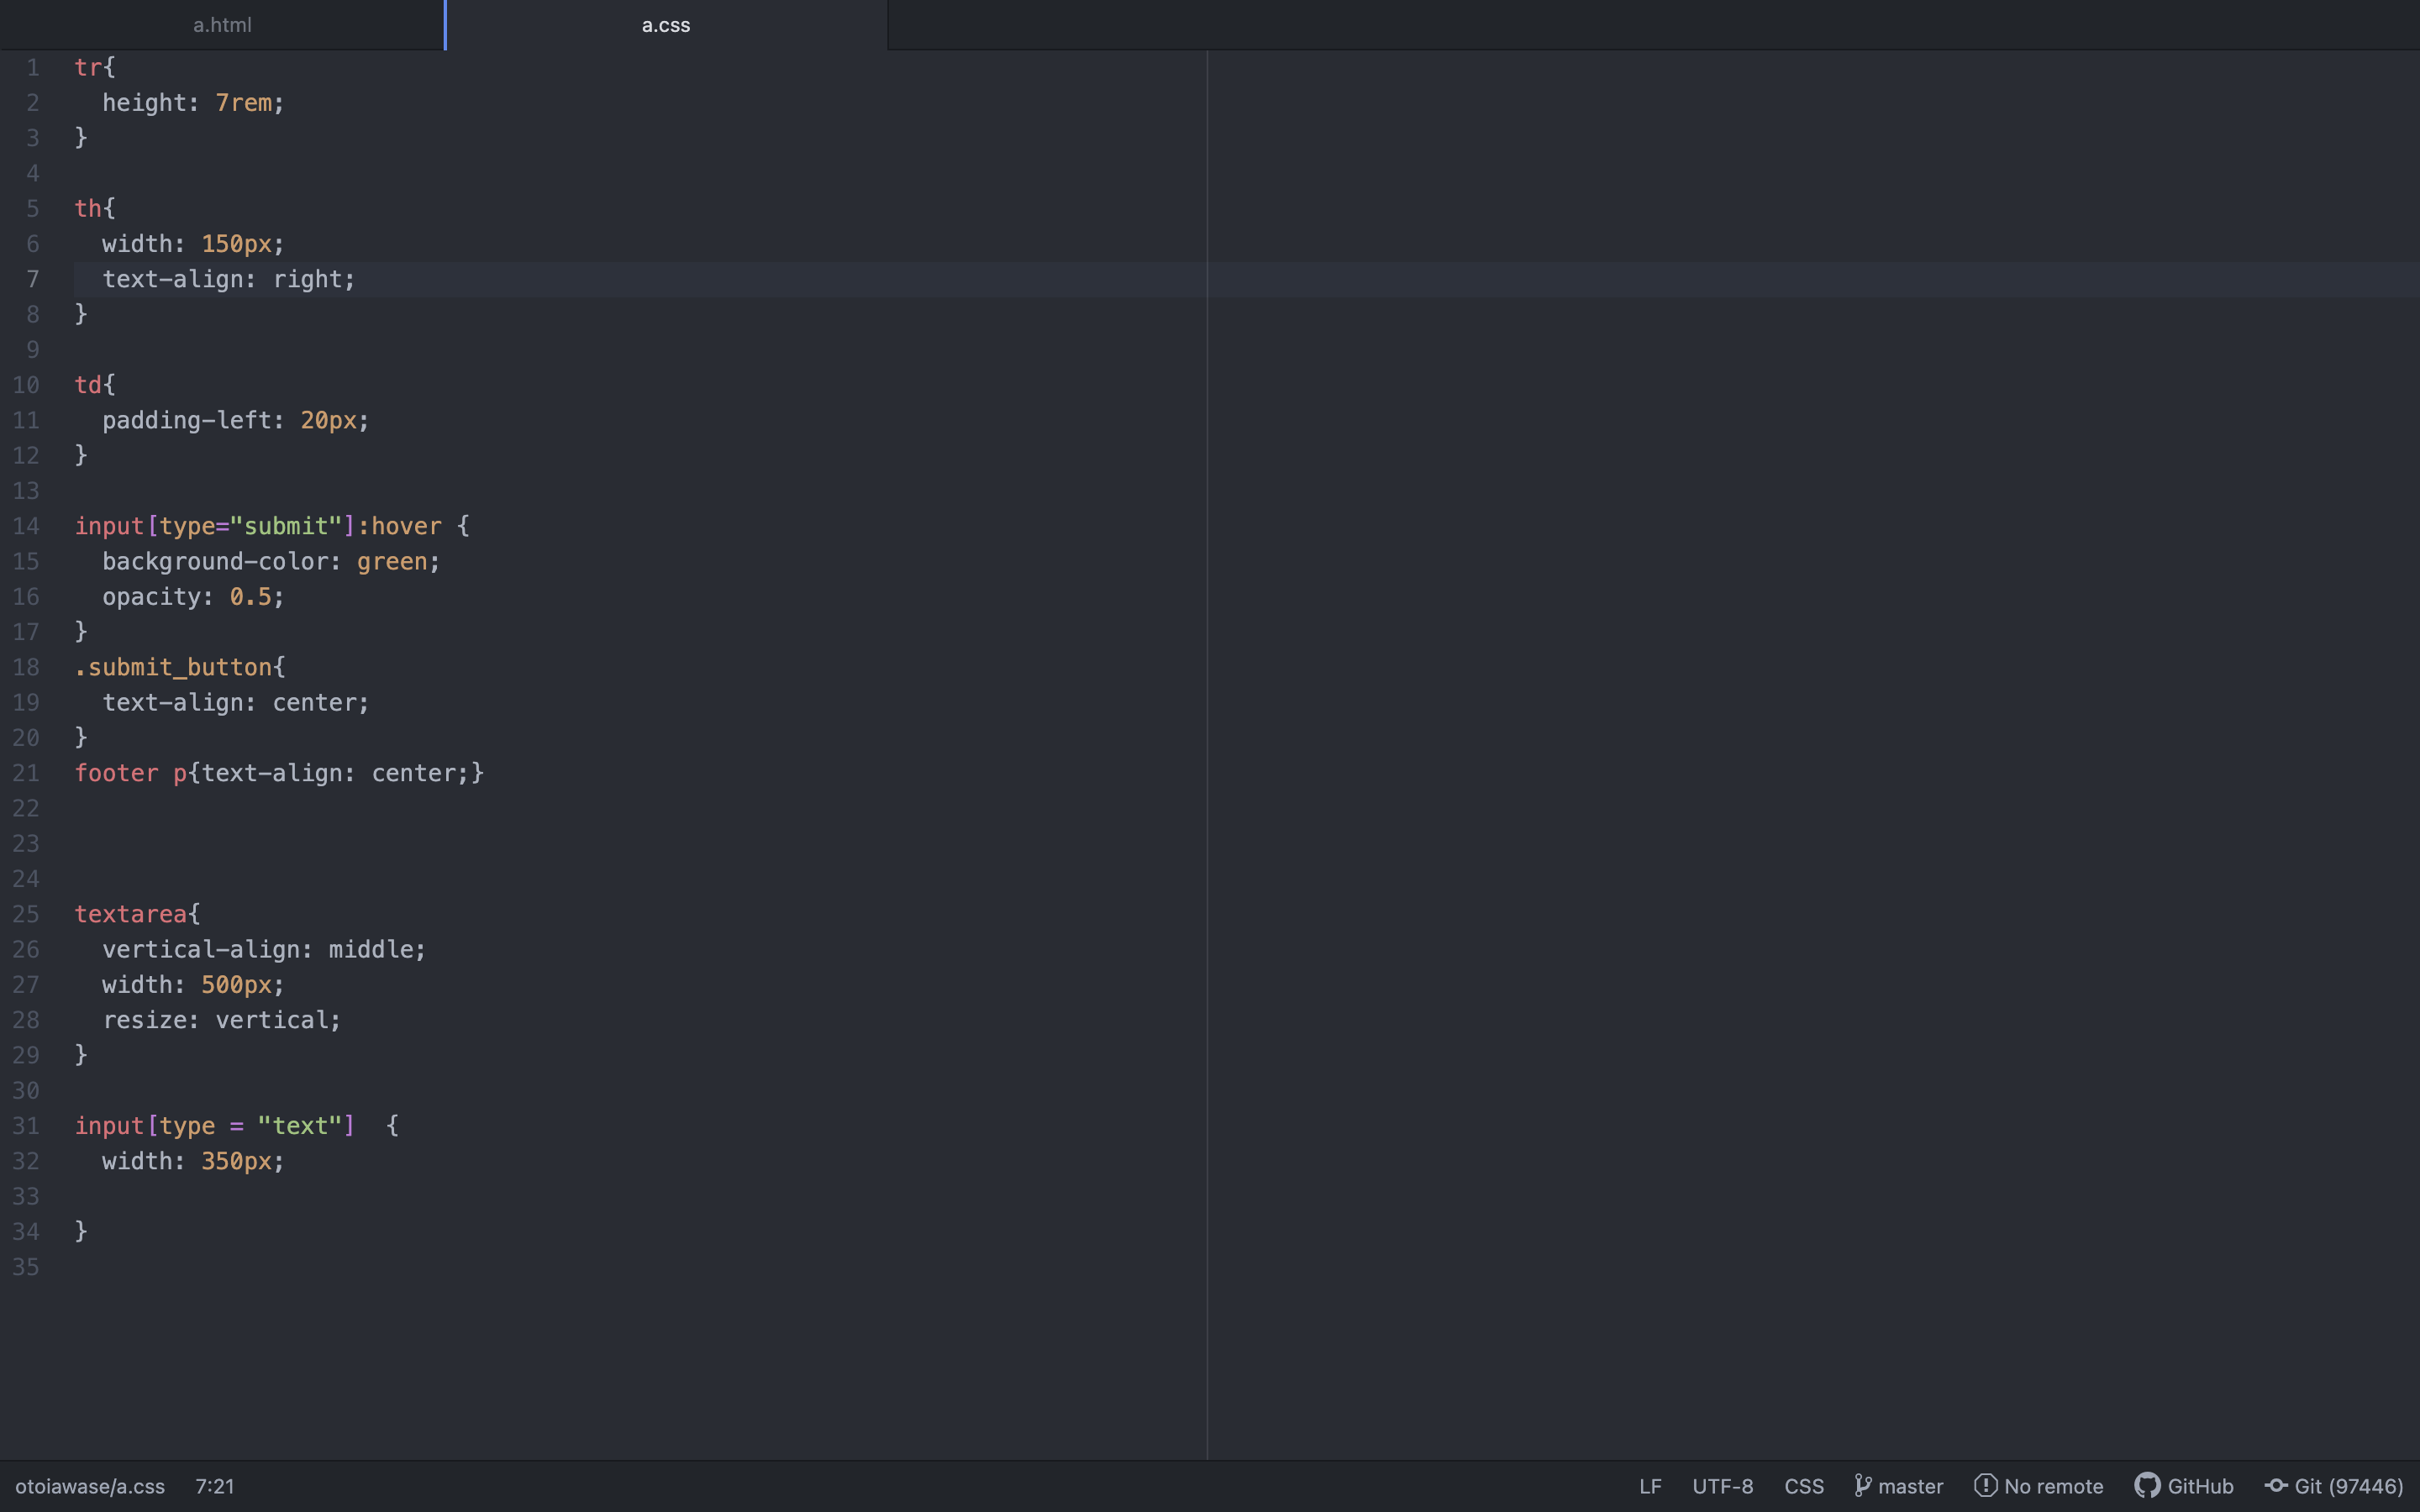 a.html
a.css
1 tr{
2   height: 7rem;
3 }
4
5 th{
6   width: 150px;
7   text-align: right;
8 }
9
10 td{
11   padding-left: 20px;
12 }
13
14 input[type="submit"]:hover {
15   background-color: green;
16   opacity: 0.5;
17 }
18 .submit_button{
19   text-align: center;
20 }
21 footer p{text-align: center;}
22
23
24
25 textarea{
26   vertical-align: middle;
27   width: 500px;
28   resize: vertical;
29 }
30
31 input[type = "text"]  {
32   width: 350px;
33
34 }
35
otoiawase/a.css 7:21 LF UTF-8 CSS master No remote GitHub Git (97446)